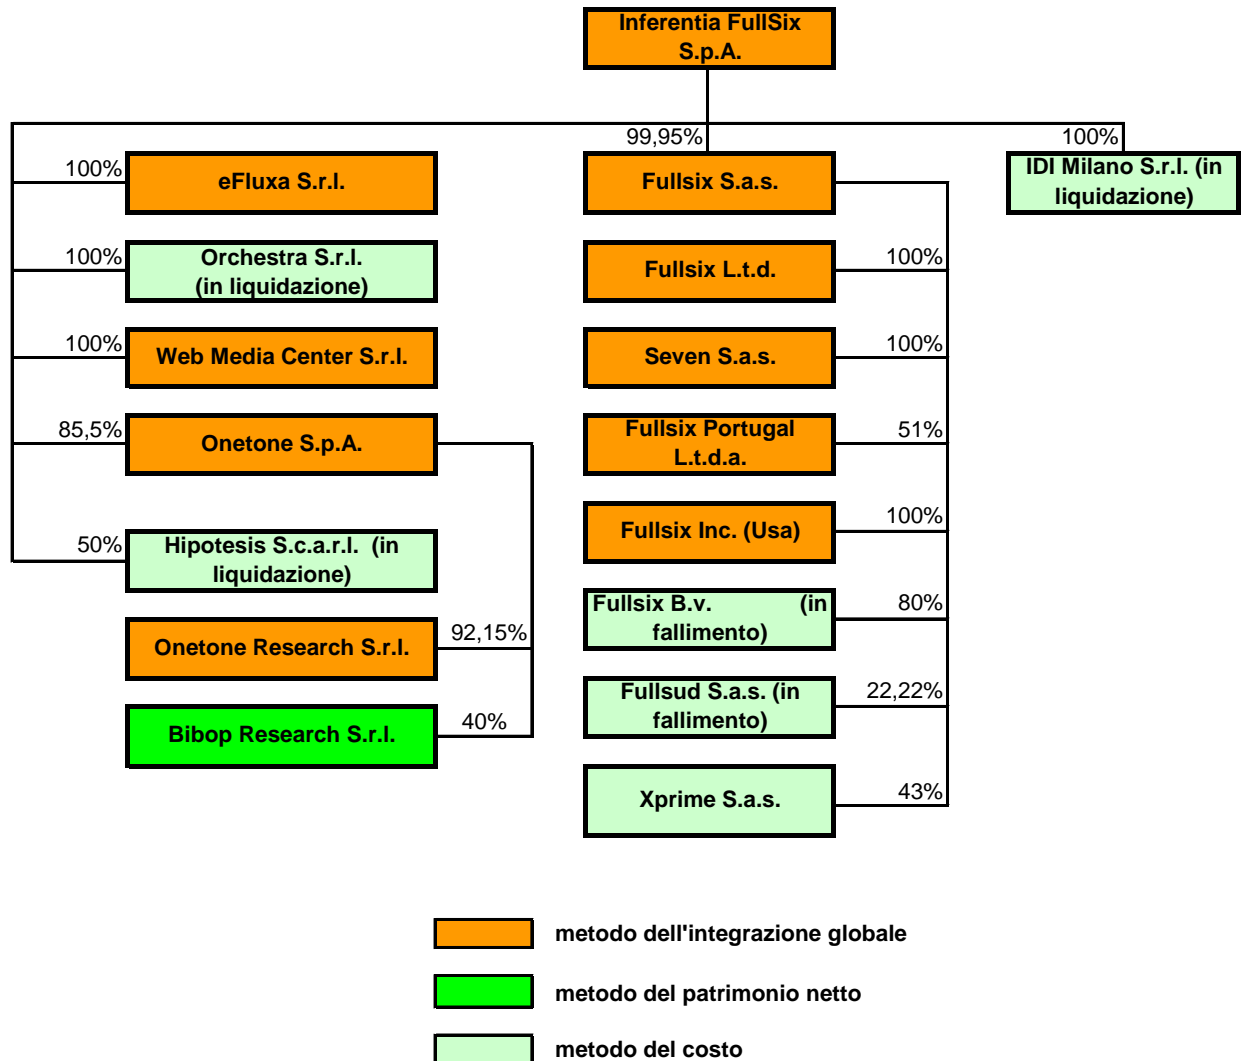 Inferentia FullSix
S.p.A.
99,95%
100%
100%
eFluxa S.r.l.
Fullsix S.a.s.
IDI Milano S.r.l. (in
liquidazione)
100%
Orchestra S.r.l.
(in liquidazione)
Fullsix L.t.d.
100%
100%
Web Media Center S.r.l.
Seven S.a.s.
100%
85,5%
Onetone S.p.A.
Fullsix Portugal
L.t.d.a.
51%
50%
Hipotesis S.c.a.r.l. (in
liquidazione)
Fullsix Inc. (Usa)
100%
Fullsix B.v. (in
fallimento)
80%
Onetone Research S.r.l.
92,15%
Fullsud S.a.s. (in
fallimento)
22,22%
Bibop Research S.r.l.
40%
Xprime S.a.s.
43%
metodo dell'integrazione globale
metodo del patrimonio netto
metodo del costo